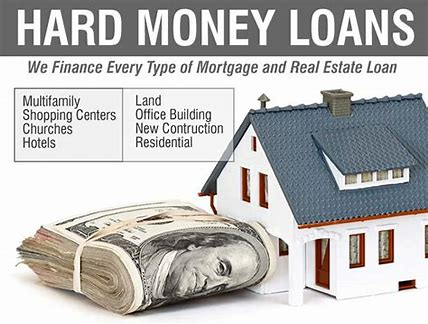 HARD MONEY LOANS
We Finance Every Type of Mortgage and Real Estate Loan
Multifamily
Shopping Centers
Churches
Hotels
Land
Office Building
New Contruction
Residential